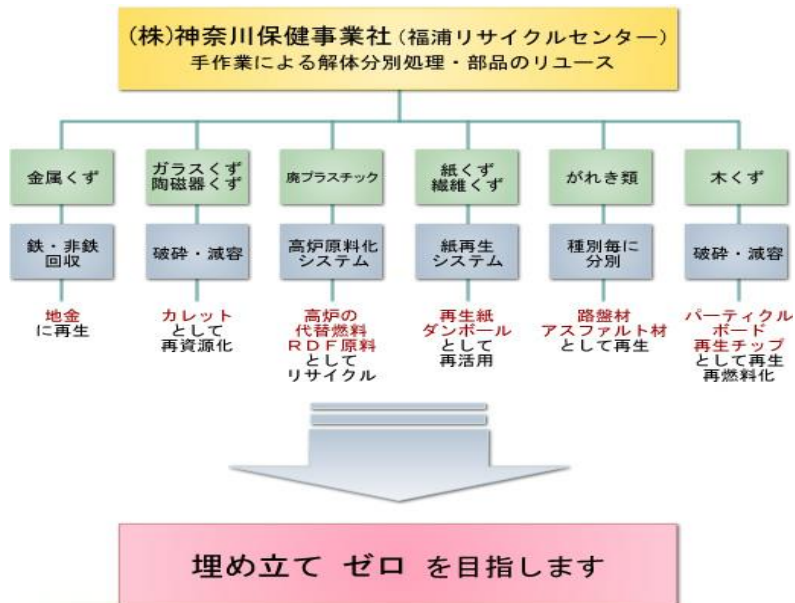 (株)神奈川保健事業社(福浦リサイクルセンター)
手作業による解体分別処理・部品のリユース
金属くず
ガラスくず
陶磁器くず
廃プラスチック
紙くず
繊維くず
がれき類
木くず
鉄・非鉄
回収
破砕・減容
高炉原料化
システム
紙再生
システム
種別毎に
分別
破砕・減容
地金
に再生
カレット
として
再資源化
高炉の
代替燃料
RDF原料
として
リサイクル
再生紙
ダンボール
として
再活用
路盤材
アスファルト材
として再生
パーティクル
ボード
再生チップ
として再生
再燃料化
埋め立て ゼロ を目指します